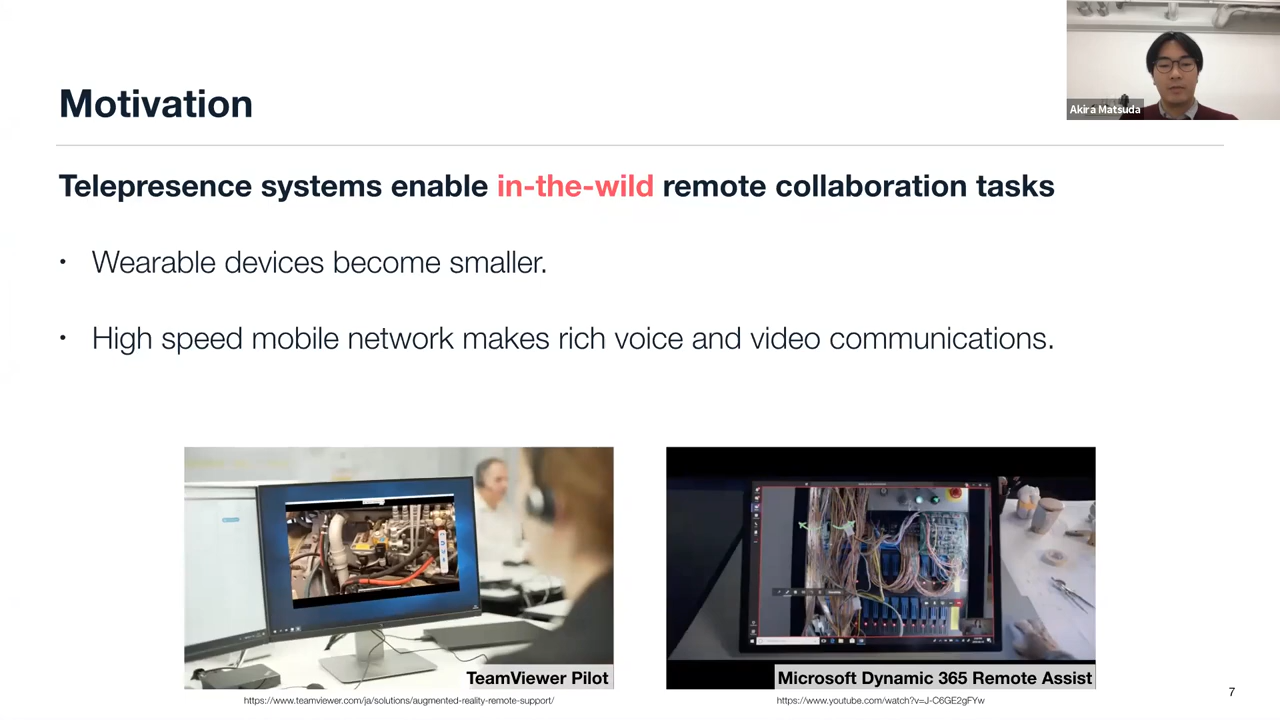 Motivation
Akira Matsuda
Telepresence systems enable in-the-wild remote collaboration tasks
• Wearable devices become smaller.
• High speed mobile network makes rich voice and video communications.
TeamViewer Pilot
Microsoft Dynamic 365 Remote Assist
https://www.teamviewer.com/ja/solutions/augmented-reality-remote-support/
https://www.youtube.com/watch?v=J-C6GE2gFYw
7